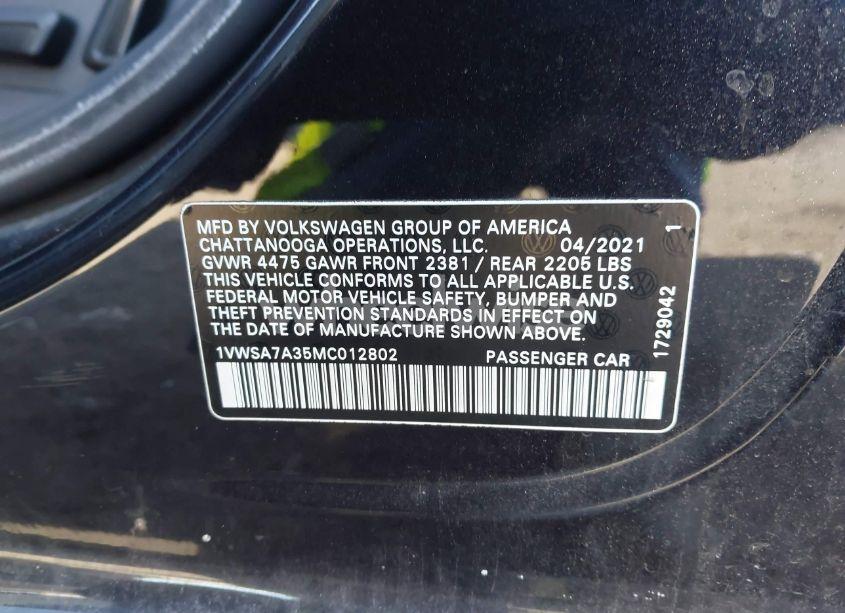 MFD BY VOLKSWAGEN GROUP OF AMERICA
CHATTANOOGA OPERATIONS, LLC. 04/2021
GVWR 4475 GAWR FRONT 2381 / REAR 2205 LBS
THIS VEHICLE CONFORMS TO ALL APPLICABLE U.S.
FEDERAL MOTOR VEHICLE SAFETY, BUMPER AND
THEFT PREVENTION STANDARDS IN EFFECT ON
THE DATE OF MANUFACTURE SHOWN ABOVE.
1VWSA7A35MC012802 PASSENGER CAR
1729042 1